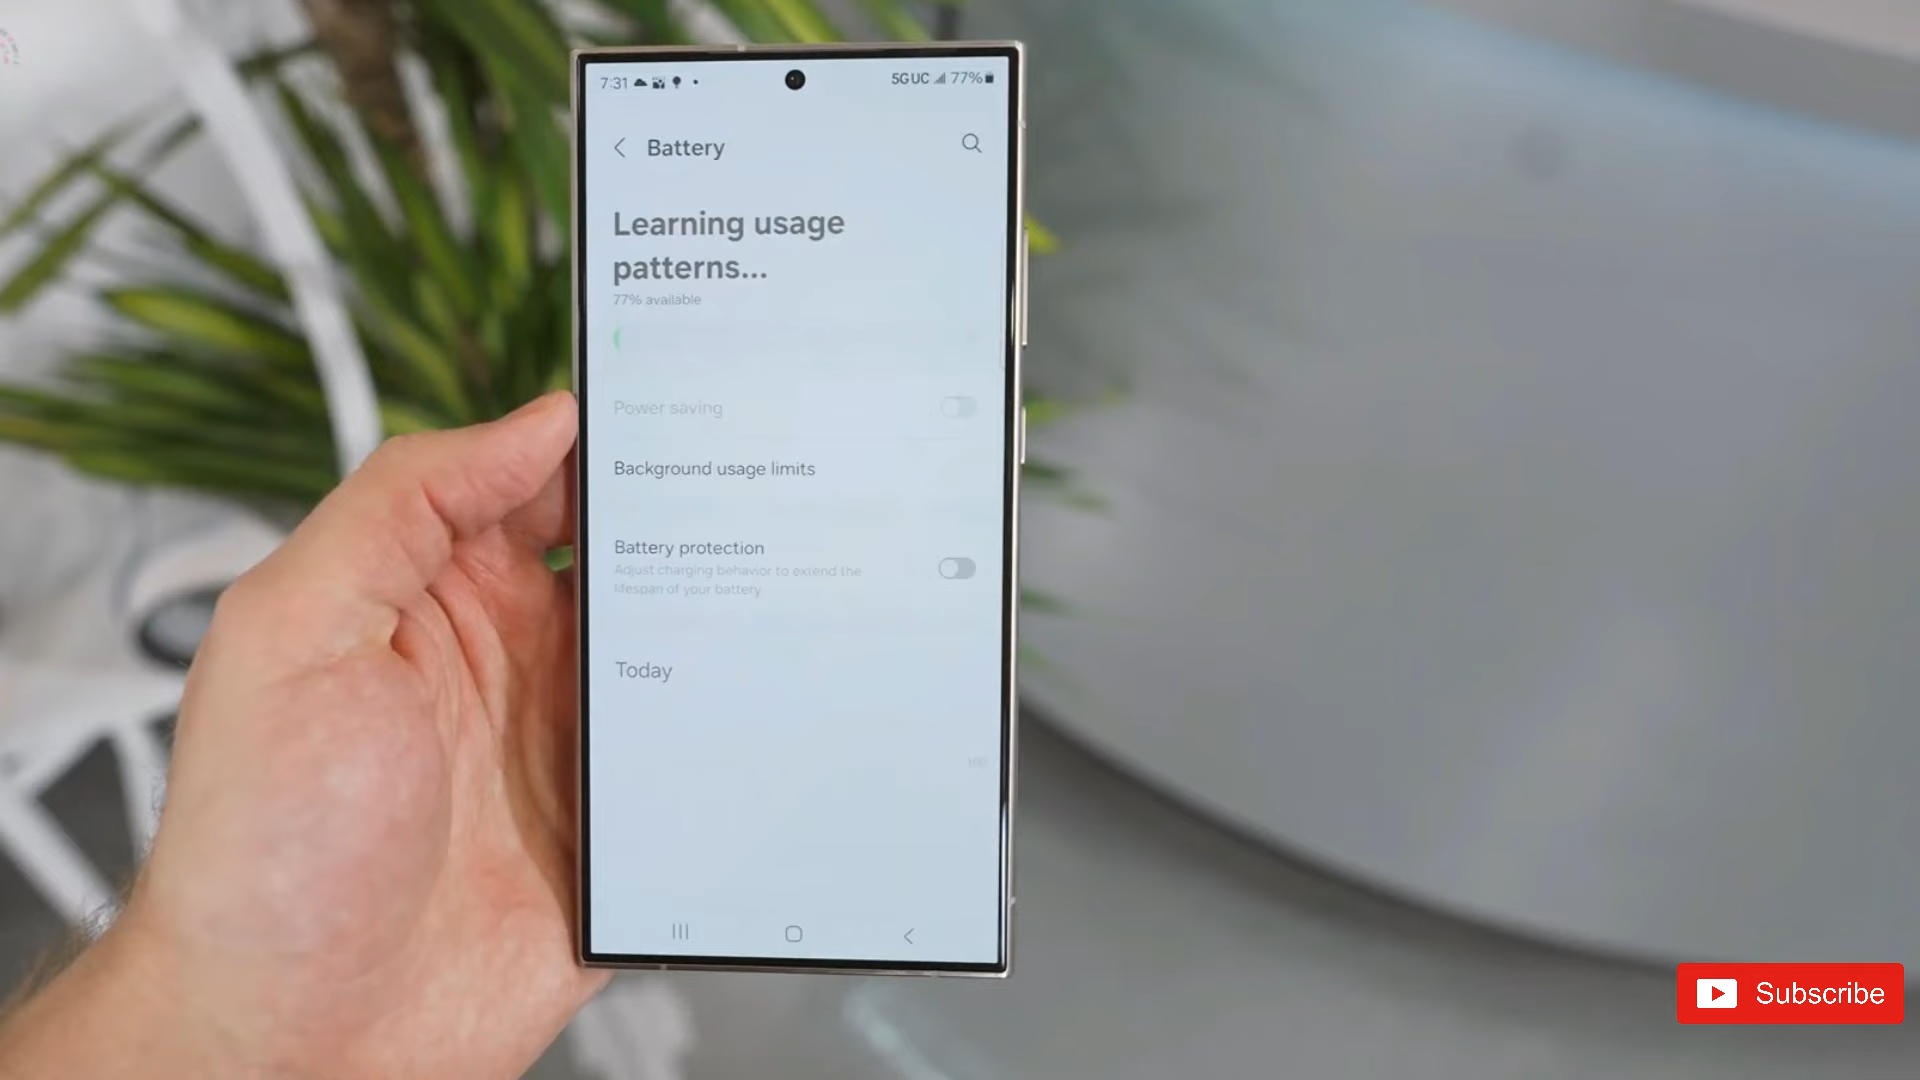 7:31
5G UC 77%
Battery
Learning usage
patterns...
77% available
Power saving
Background usage limits
Battery protection
Adjust charging behavior to extend the
lifespan of your battery
Today
100
Subscribe